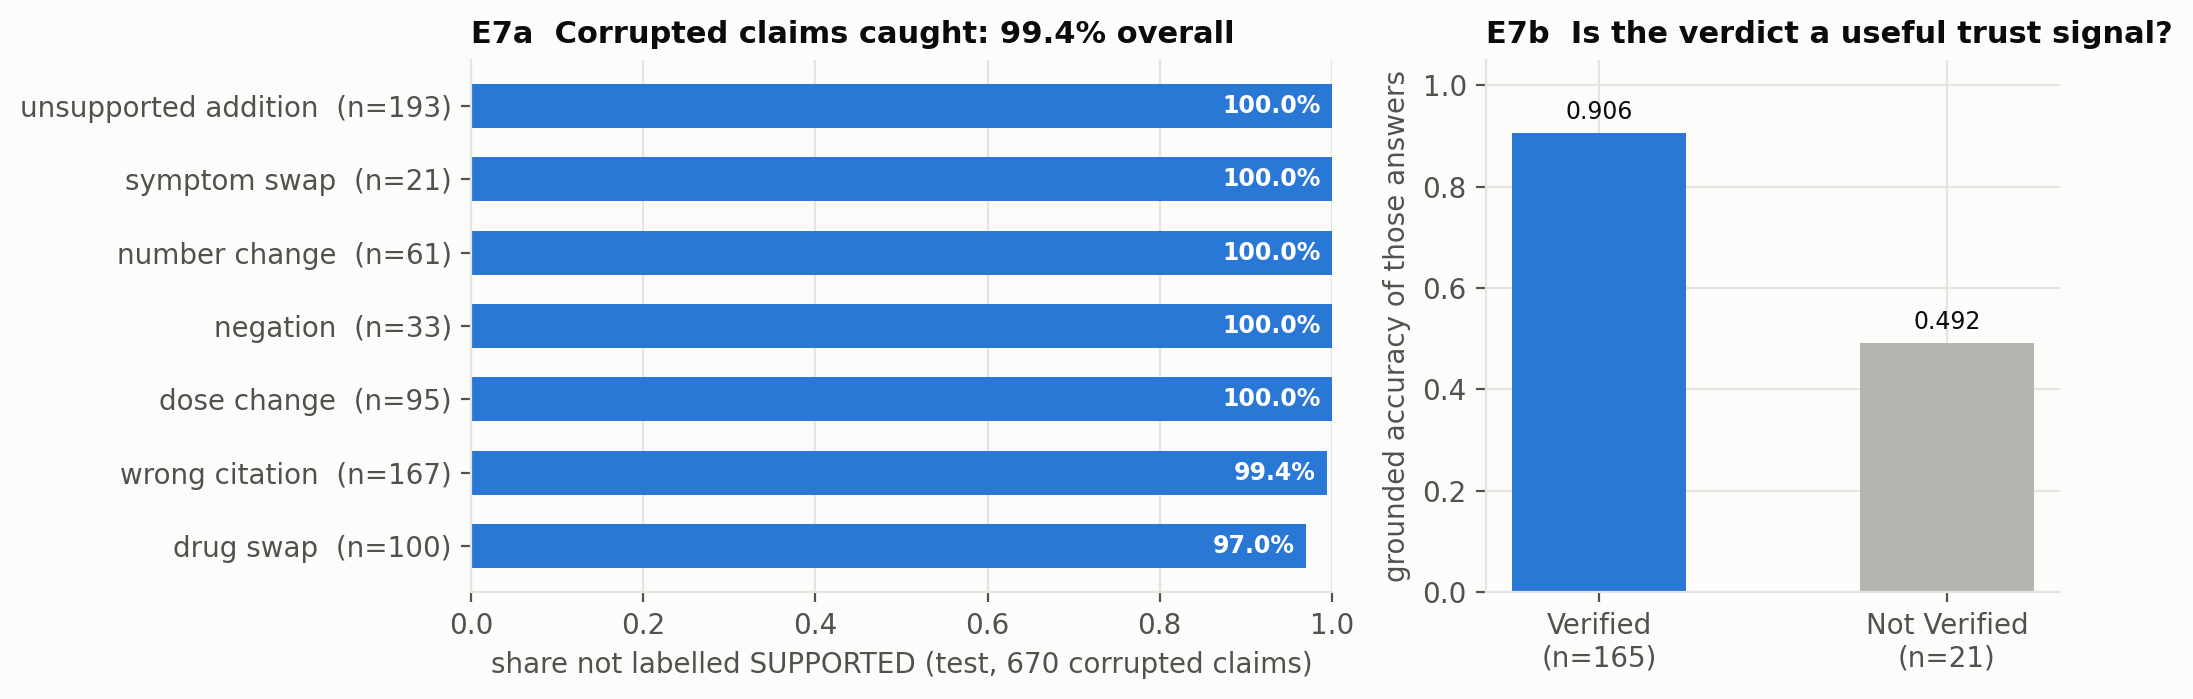 E7a  Corrupted claims caught: 99.4% overall
unsupported addition  (n=193)
100.0%
symptom swap  (n=21)
100.0%
number change  (n=61)
100.0%
negation  (n=33)
100.0%
dose change  (n=95)
100.0%
wrong citation  (n=167)
99.4%
drug swap  (n=100)
97.0%
0.0 0.2 0.4 0.6 0.8 1.0
share not labelled SUPPORTED (test, 670 corrupted claims)
E7b  Is the verdict a useful trust signal?
grounded accuracy of those answers
1.0
0.8
0.6
0.4
0.2
0.0
0.906
0.492
Verified
(n=165)
Not Verified
(n=21)